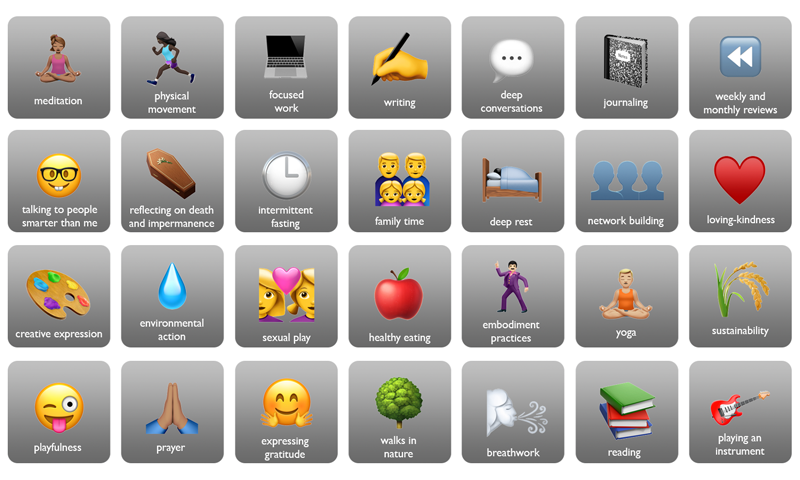 meditation
physical
movement
focused
work
writing
deep
conversations
Notes
journaling
weekly and
monthly reviews
talking to people
smarter than me
reflecting on death
and impermanence
intermittent
fasting
family time
deep rest
network building
loving-kindness
creative expression
environmental
action
sexual play
healthy eating
embodiment
practices
yoga
sustainability
playfulness
prayer
expressing
gratitude
walks in
nature
breathwork
reading
playing an
instrument